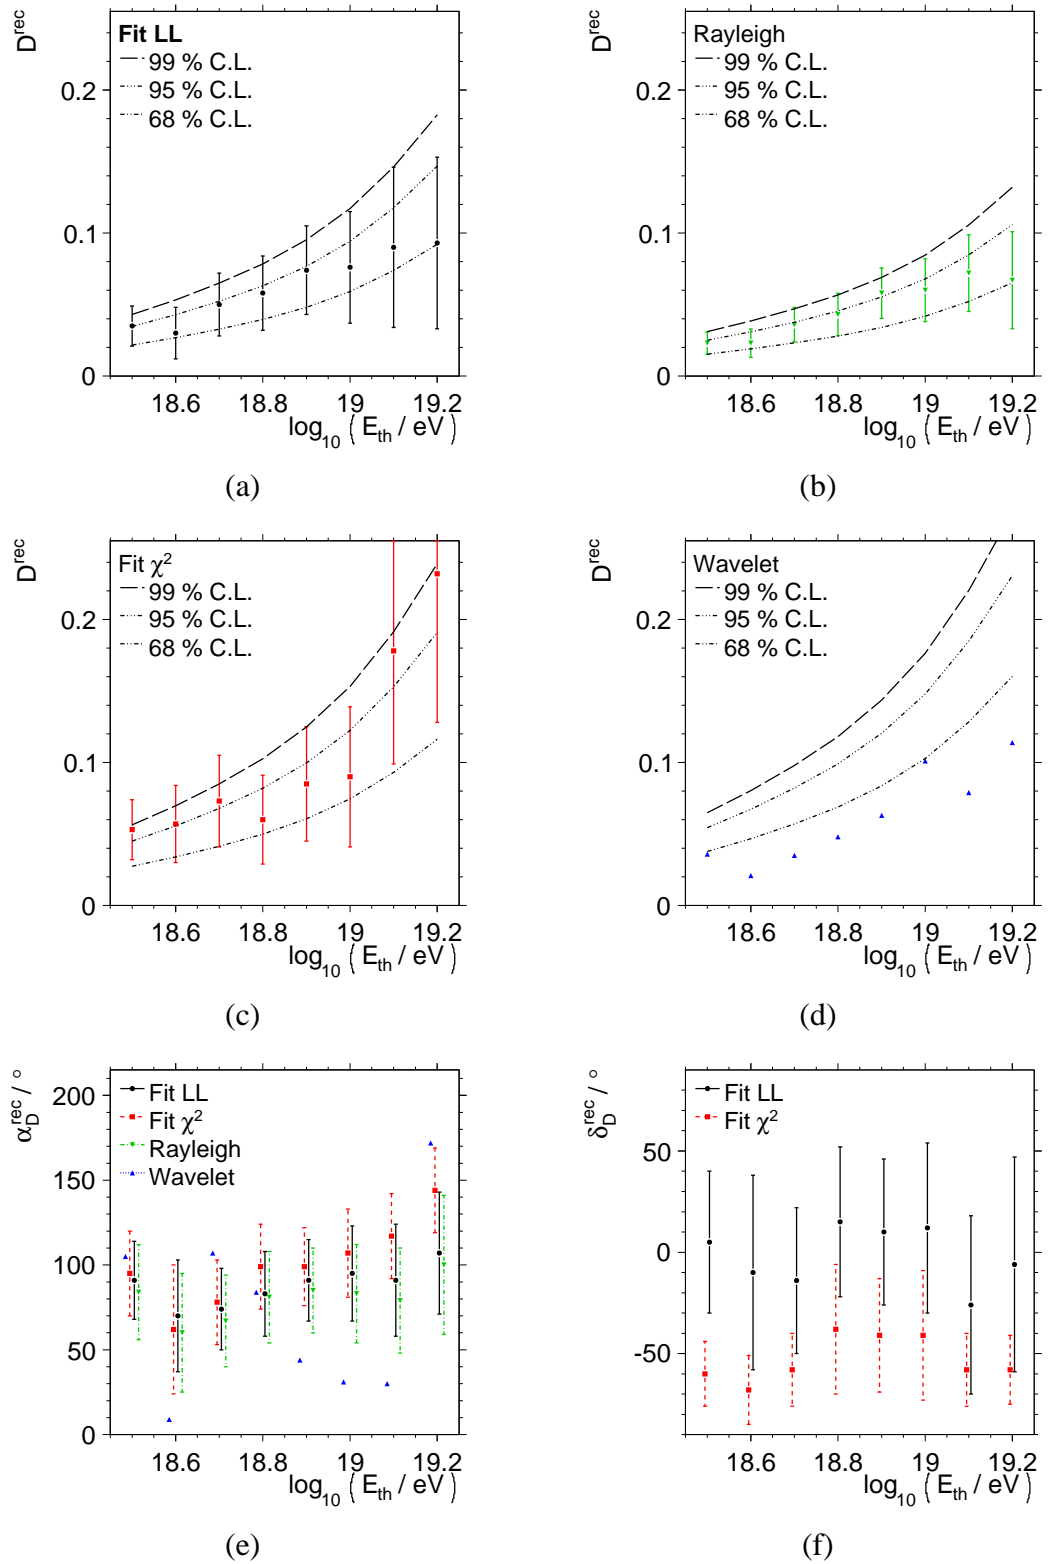 D^rec
Fit LL
99 % C.L.
95 % C.L.
68 % C.L.
0.2
0.1
0
18.6 18.8 19 19.2
log₁₀ ( E_th / eV )
(a)
D^rec
Rayleigh
99 % C.L.
95 % C.L.
68 % C.L.
0.2
0.1
0
18.6 18.8 19 19.2
log₁₀ ( E_th / eV )
(b)
D^rec
Fit χ²
99 % C.L.
95 % C.L.
68 % C.L.
0.2
0.1
0
18.6 18.8 19 19.2
log₁₀ ( E_th / eV )
(c)
D^rec
Wavelet
99 % C.L.
95 % C.L.
68 % C.L.
0.2
0.1
0
18.6 18.8 19 19.2
log₁₀ ( E_th / eV )
(d)
α_D^rec / °
Fit LL
Fit χ²
Rayleigh
Wavelet
200
150
100
50
0
18.6 18.8 19 19.2
log₁₀ ( E_th / eV )
(e)
δ_D^rec / °
Fit LL
Fit χ²
50
0
-50
18.6 18.8 19 19.2
log₁₀ ( E_th / eV )
(f)